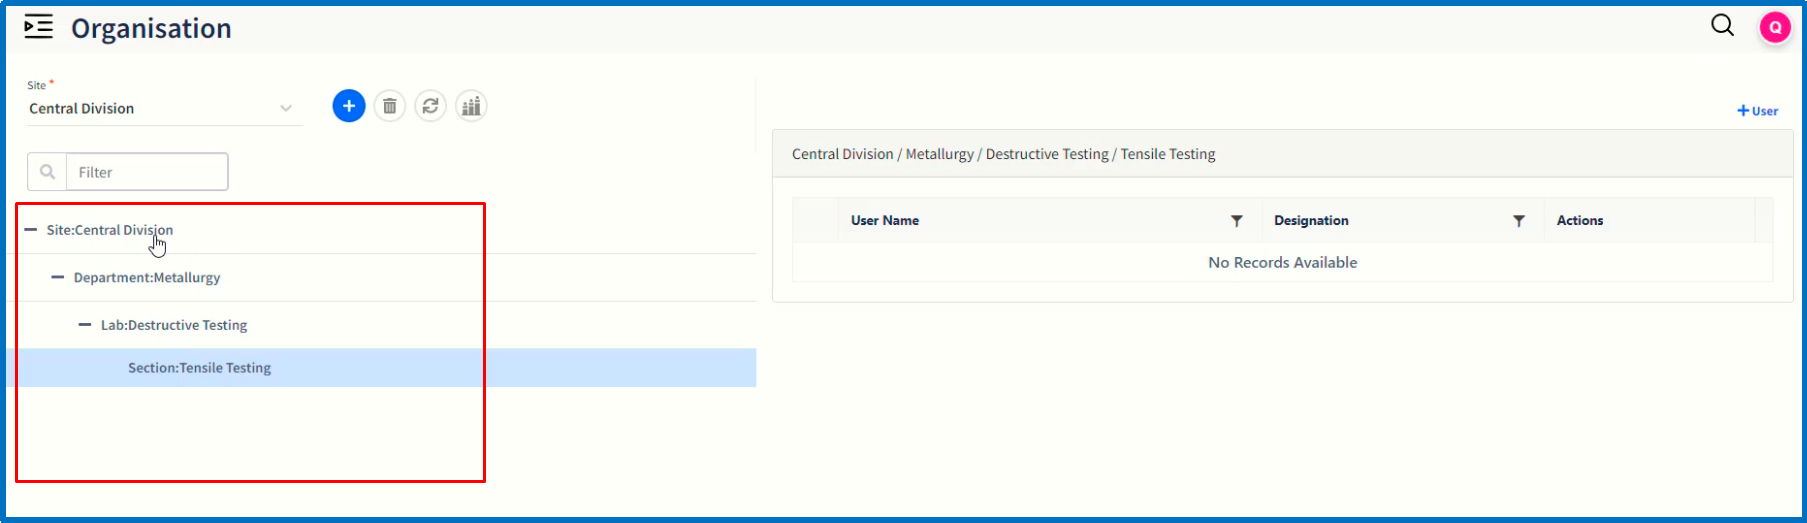 Organisation
Q
Site *
Central Division
Filter
Site:Central Division
Department:Metallurgy
Lab:Destructive Testing
Section:Tensile Testing
+ User
Central Division / Metallurgy / Destructive Testing / Tensile Testing
User Name Designation Actions
No Records Available